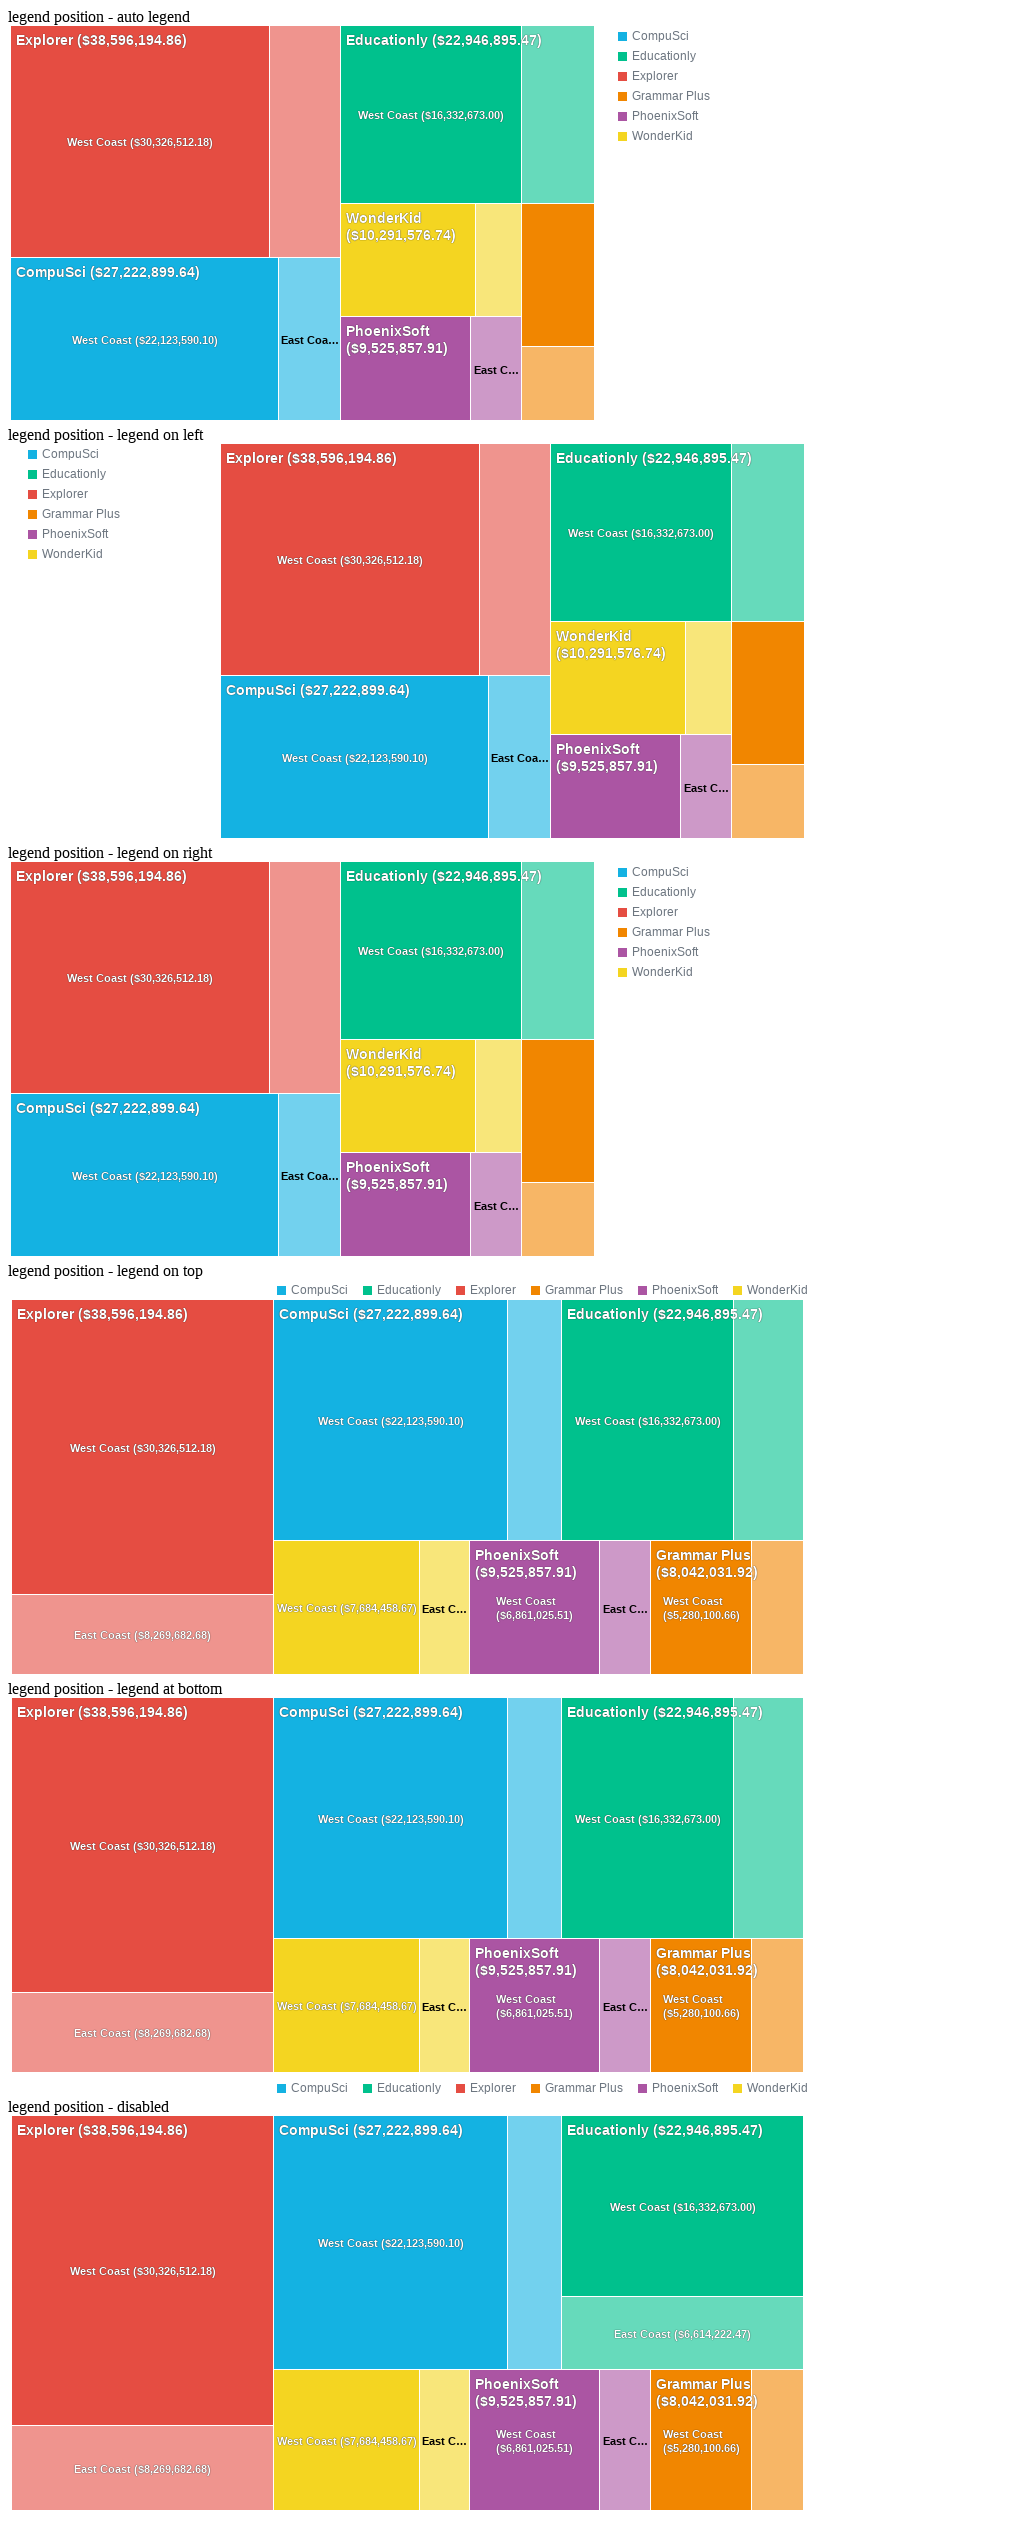 legend position - auto legend
Explorer ($38,596,194.86)
Educationly ($22,946,895.47)
CompuSci
Educationly
Explorer
Grammar Plus
PhoenixSoft
WonderKid
West Coast ($16,332,673.00)
West Coast ($30,326,512.18)
WonderKid
($10,291,576.74)
CompuSci ($27,222,899.64)
PhoenixSoft
($9,525,857.91)
West Coast ($22,123,590.10)
East Coa...
East C...
legend position - legend on left
CompuSci
Educationly
Explorer
Grammar Plus
PhoenixSoft
WonderKid
Explorer ($38,596,194.86)
Educationly ($22,946,895.47)
West Coast ($16,332,673.00)
West Coast ($30,326,512.18)
WonderKid
($10,291,576.74)
CompuSci ($27,222,899.64)
PhoenixSoft
($9,525,857.91)
West Coast ($22,123,590.10)
East Coa...
East C...
legend position - legend on right
Explorer ($38,596,194.86)
Educationly ($22,946,895.47)
CompuSci
Educationly
Explorer
Grammar Plus
PhoenixSoft
WonderKid
West Coast ($16,332,673.00)
West Coast ($30,326,512.18)
WonderKid
($10,291,576.74)
CompuSci ($27,222,899.64)
PhoenixSoft
($9,525,857.91)
West Coast ($22,123,590.10)
East Coa...
East C...
legend position - legend on top
CompuSci Educationly Explorer Grammar Plus PhoenixSoft WonderKid
Explorer ($38,596,194.86)
CompuSci ($27,222,899.64)
Educationly ($22,946,895.47)
West Coast ($22,123,590.10)
West Coast ($16,332,673.00)
West Coast ($30,326,512.18)
PhoenixSoft
($9,525,857.91)
Grammar Plus
($8,042,031.92)
West Coast ($7,684,458.67)
East C...
West Coast
($6,861,025.51)
East C...
West Coast
($5,280,100.66)
East Coast ($8,269,682.68)
legend position - legend at bottom
Explorer ($38,596,194.86)
CompuSci ($27,222,899.64)
Educationly ($22,946,895.47)
West Coast ($22,123,590.10)
West Coast ($16,332,673.00)
West Coast ($30,326,512.18)
PhoenixSoft
($9,525,857.91)
Grammar Plus
($8,042,031.92)
West Coast ($7,684,458.67)
East C...
West Coast
($6,861,025.51)
East C...
West Coast
($5,280,100.66)
East Coast ($8,269,682.68)
CompuSci Educationly Explorer Grammar Plus PhoenixSoft WonderKid
legend position - disabled
Explorer ($38,596,194.86)
CompuSci ($27,222,899.64)
Educationly ($22,946,895.47)
West Coast ($16,332,673.00)
West Coast ($22,123,590.10)
West Coast ($30,326,512.18)
East Coast ($6,614,222.47)
PhoenixSoft
($9,525,857.91)
Grammar Plus
($8,042,031.92)
West Coast ($7,684,458.67)
East C...
West Coast
($6,861,025.51)
East C...
West Coast
($5,280,100.66)
East Coast ($8,269,682.68)